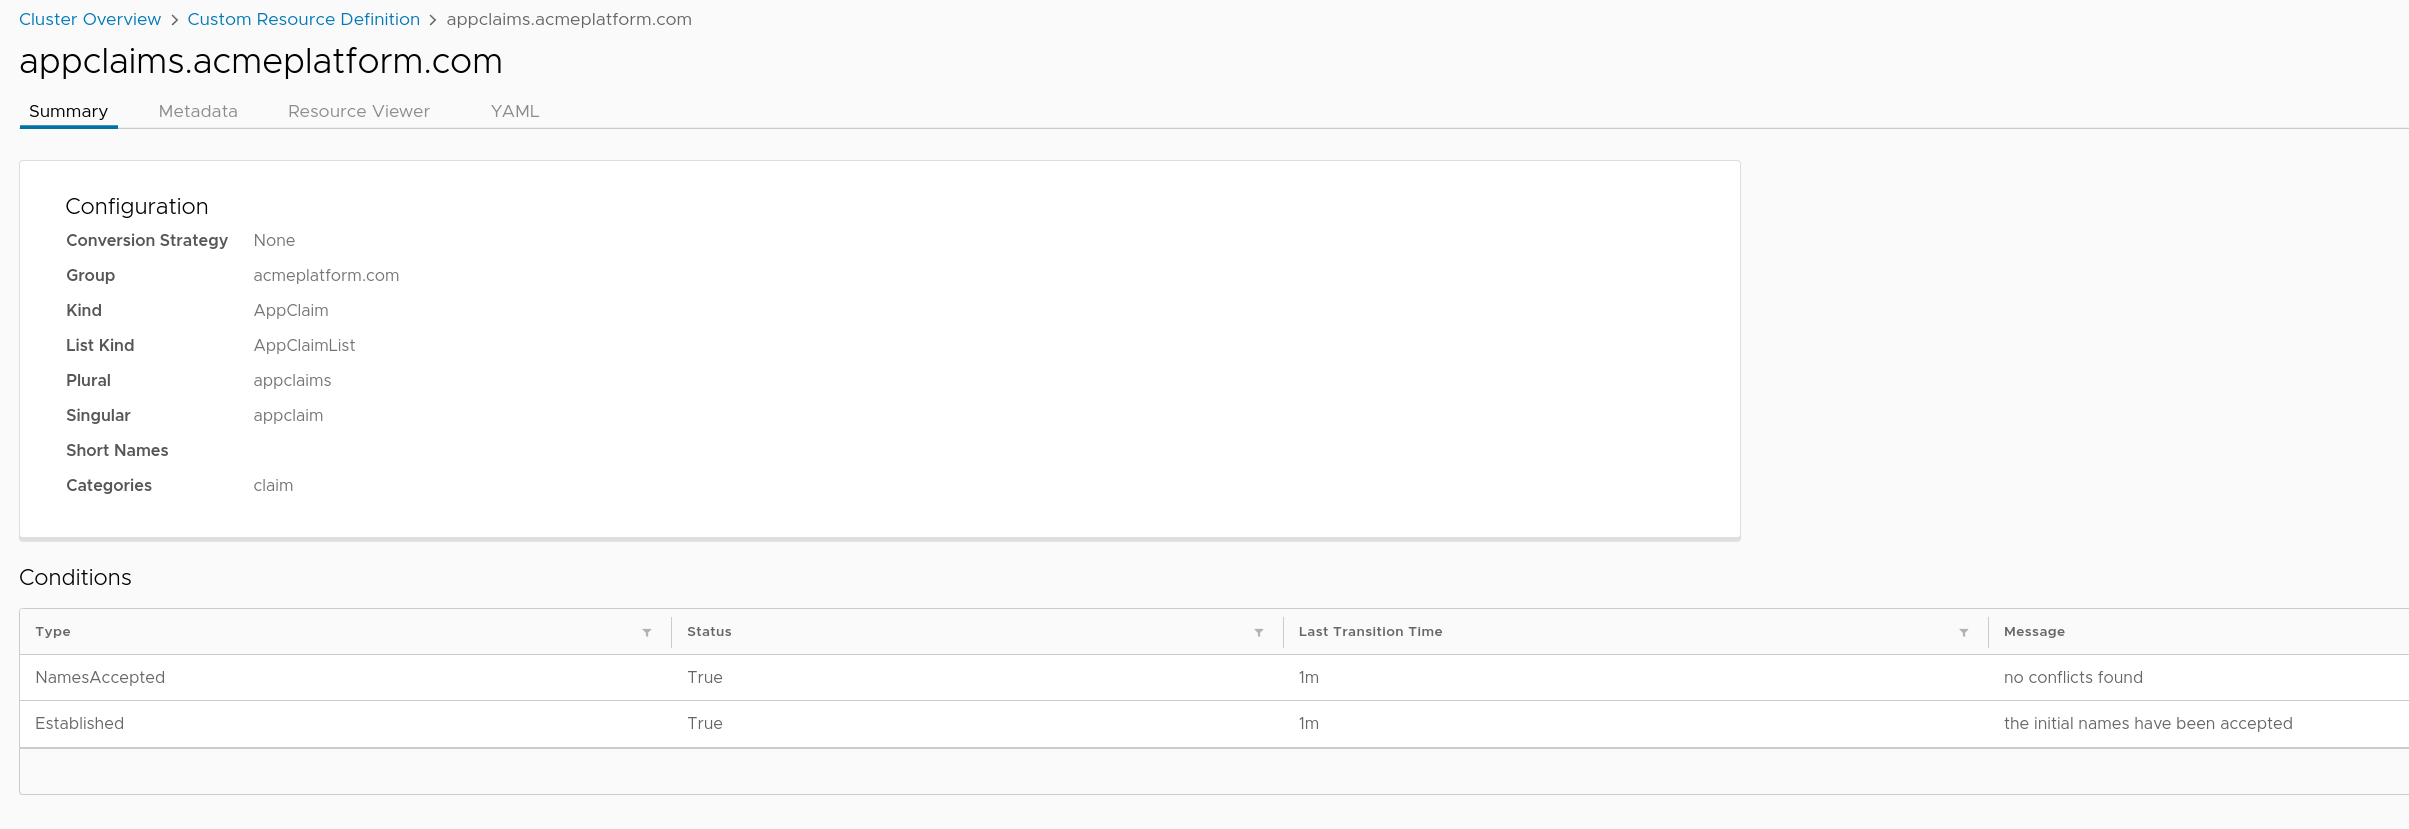 Cluster Overview > Custom Resource Definition > appclaims.acmeplatform.com
appclaims.acmeplatform.com
Summary Metadata Resource Viewer YAML
Configuration
Conversion Strategy None
Group acmeplatform.com
Kind AppClaim
List Kind AppClaimList
Plural appclaims
Singular appclaim
Short Names
Categories claim
Conditions
Type Status Last Transition Time Message
NamesAccepted True 1m no conflicts found
Established True 1m the initial names have been accepted